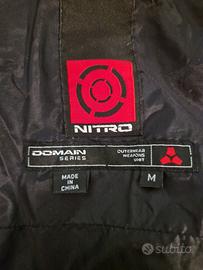 NITRO
DOMAIN
SERIES
OUTERWEAR
WEAPONS
UNIT
MADE IN
CHINA
M
subito